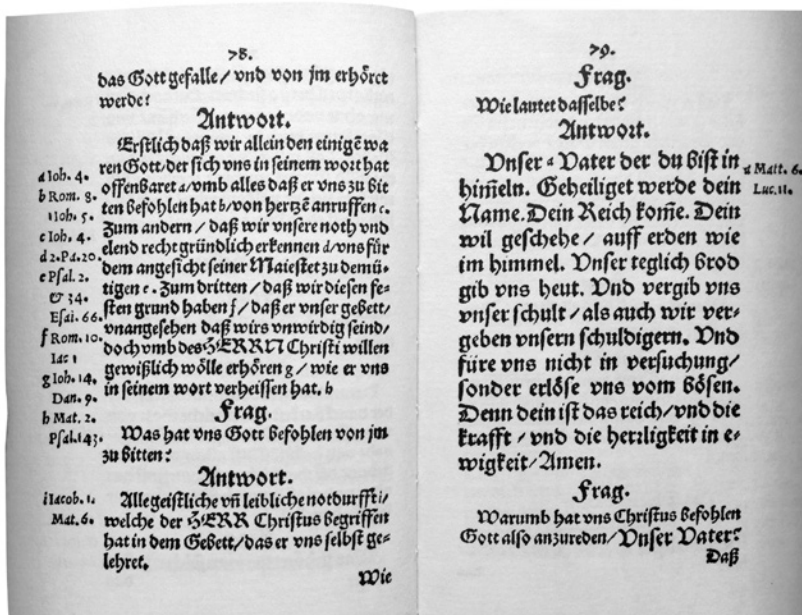 78.
das Gott gefalle / vnd von jm erhöret
werde?
Antwort.
Erstlich daß wir allein den einigē wa
ren Gott/der sich vns in seinem wort hat
offenbaret a/vmb alles daß er vns zu bit
ten befohlen hat b/von hertzē anruffen c.
Zum andern / daß wir vnsere noth vnd
elend recht gründlich erkennen d/vns für
dem angesicht seiner Maiestet zu demü-
tigen e. Zum dritten / daß wir diesen fe-
sten grund haben f / daß er vnser gebett/
vnangesehen daß wirs vnwirdig seind/
doch vmb des HERRN Christi willen
gewißlich wölle erhören g / wie er vns
in seinem wort verheissen hat. h
Frag.
Was hat vns Gott befohlen von jm
zu bitten?
Antwort.
Alle geistliche vñ leibliche notdurfft i/
welche der HERR Christus begriffen
hat in dem Gebett/das er vns selbst ge-
lehret.
Wie
a Ioh. 4.
b Rom. 8.
1 Ioh. 5.
c Ioh. 4.
d 2. Pa. 20.
e Psal. 2.
& 34.
Esai. 66.
f Rom. 10.
Iac 1
g Ioh. 14.
Dan. 9.
h Mat. 2.
Psal. 143.
i Iacob. 1.
Mat. 6.
79.
Frag.
Wie lautet dasselbe?
Antwort.
Vnser a Vater der du bist in
him̄eln. Geheiliget werde dein
Name. Dein Reich kom̄e. Dein
wil geschehe / auff erden wie
im himmel. Vnser teglich brod
gib vns heut. Vnd vergib vns
vnser schult / als auch wir ver-
geben vnsern schuldigern. Vnd
füre vns nicht in versuchung/
sonder erlöse vns vom bösen.
Denn dein ist das reich/vnd die
krafft / vnd die herrligkeit in e-
wigkeit/Amen.
Frag.
Warumb hat vns Christus befohlen
Gott also anzureden/Vnser Vater?
Daß
a Matt. 6.
Luc. 11.